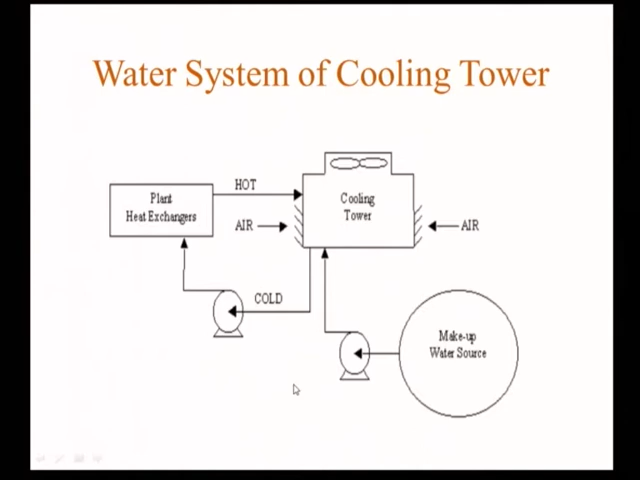 Water System of Cooling Tower
HOT
Plant
Heat Exchangers
Cooling
Tower
AIR
AIR
COLD
Make-up
Water Source